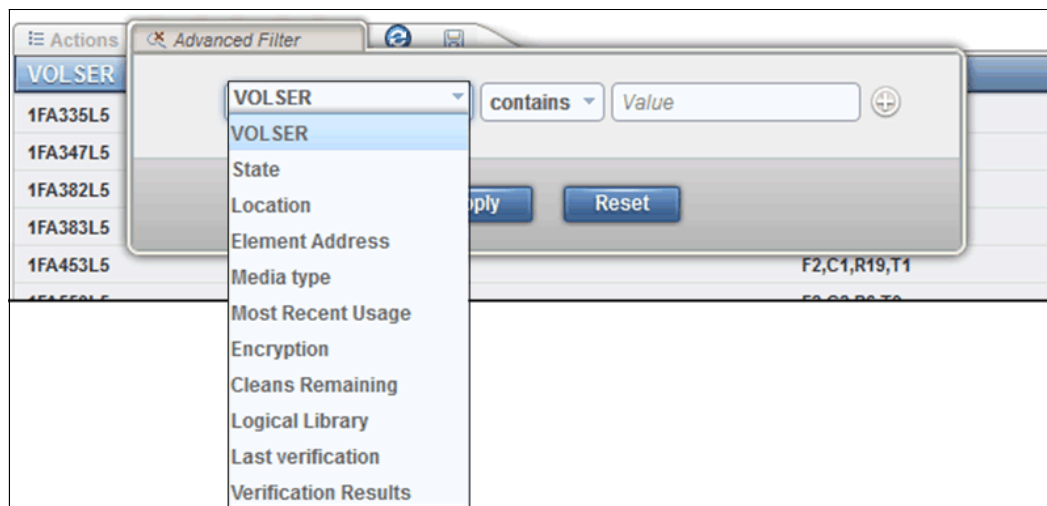 Actions
Advanced Filter
VOLSER
VOLSER contains Value
1FA335L5
1FA347L5
1FA382L5
1FA383L5
1FA453L5
F2,C1,R19,T1
VOLSER
State
Location
Element Address
Media type
Most Recent Usage
Encryption
Cleans Remaining
Logical Library
Last verification
Verification Results
Reset